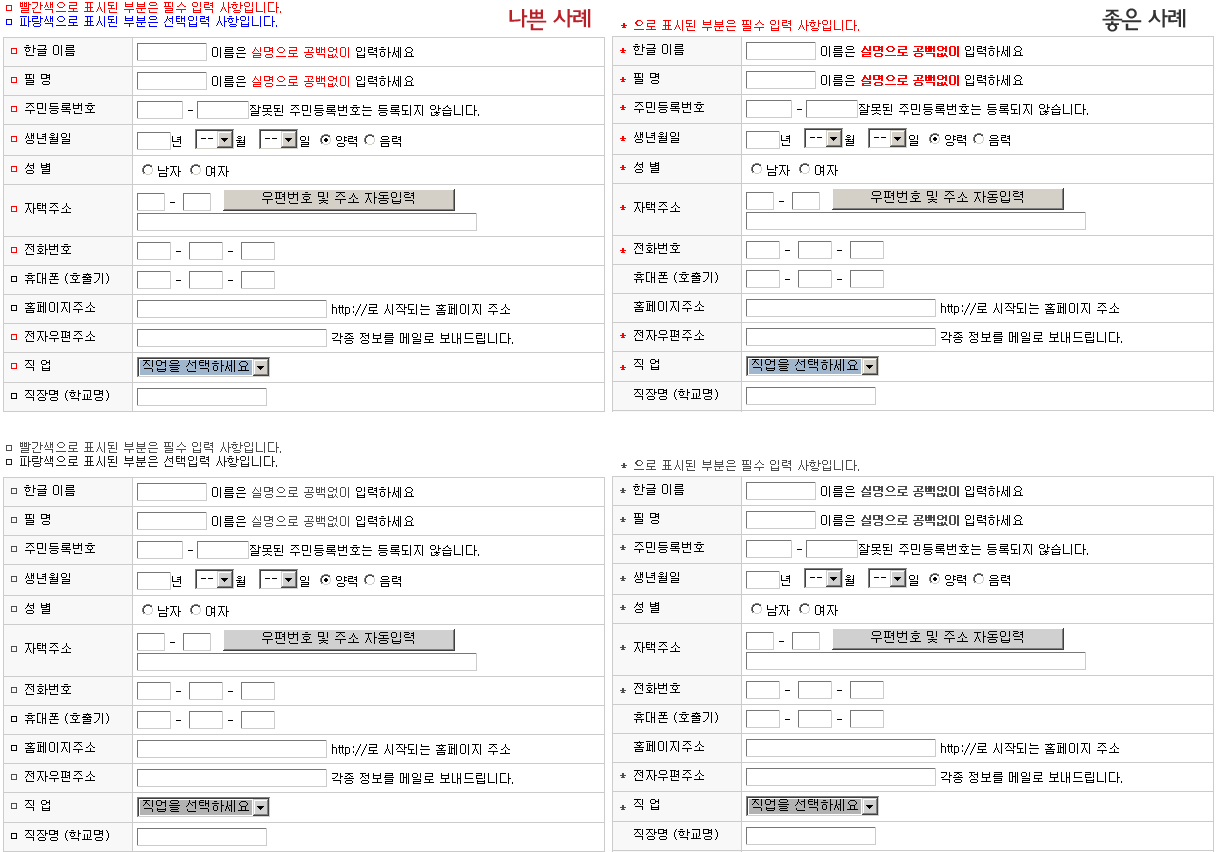 빨간색으로 표시된 부분은 필수 입력 사항입니다.
파랑색으로 표시된 부분은 선택입력 사항입니다.
나쁜 사례
한글 이름 이름은 실명으로 공백없이 입력하세요
필 명 이름은 실명으로 공백없이 입력하세요
주민등록번호 - 잘못된 주민등록번호는 등록되지 않습니다.
생년월일 년 -- 월 -- 일 양력 음력
성 별 남자 여자
자택주소 - 우편번호 및 주소 자동입력
전화번호 - -
휴대폰 (호출기) - -
홈페이지주소 http://로 시작되는 홈페이지 주소
전자우편주소 각종 정보를 메일로 보내드립니다.
직 업 직업을 선택하세요
직장명 (학교명)
좋은 사례
* 으로 표시된 부분은 필수 입력 사항입니다.
* 한글 이름 이름은 실명으로 공백없이 입력하세요
* 필 명 이름은 실명으로 공백없이 입력하세요
* 주민등록번호 - 잘못된 주민등록번호는 등록되지 않습니다.
* 생년월일 년 -- 월 -- 일 양력 음력
* 성 별 남자 여자
* 자택주소 - 우편번호 및 주소 자동입력
* 전화번호 - -
휴대폰 (호출기) - -
홈페이지주소 http://로 시작되는 홈페이지 주소
* 전자우편주소 각종 정보를 메일로 보내드립니다.
* 직 업 직업을 선택하세요
직장명 (학교명)
빨간색으로 표시된 부분은 필수 입력 사항입니다.
파랑색으로 표시된 부분은 선택입력 사항입니다.
한글 이름 이름은 실명으로 공백없이 입력하세요
필 명 이름은 실명으로 공백없이 입력하세요
주민등록번호 - 잘못된 주민등록번호는 등록되지 않습니다.
생년월일 년 -- 월 -- 일 양력 음력
성 별 남자 여자
자택주소 - 우편번호 및 주소 자동입력
전화번호 - -
휴대폰 (호출기) - -
홈페이지주소 http://로 시작되는 홈페이지 주소
전자우편주소 각종 정보를 메일로 보내드립니다.
직 업 직업을 선택하세요
직장명 (학교명)
* 으로 표시된 부분은 필수 입력 사항입니다.
* 한글 이름 이름은 실명으로 공백없이 입력하세요
* 필 명 이름은 실명으로 공백없이 입력하세요
* 주민등록번호 - 잘못된 주민등록번호는 등록되지 않습니다.
* 생년월일 년 -- 월 -- 일 양력 음력
* 성 별 남자 여자
* 자택주소 - 우편번호 및 주소 자동입력
* 전화번호 - -
휴대폰 (호출기) - -
홈페이지주소 http://로 시작되는 홈페이지 주소
* 전자우편주소 각종 정보를 메일로 보내드립니다.
* 직 업 직업을 선택하세요
직장명 (학교명)